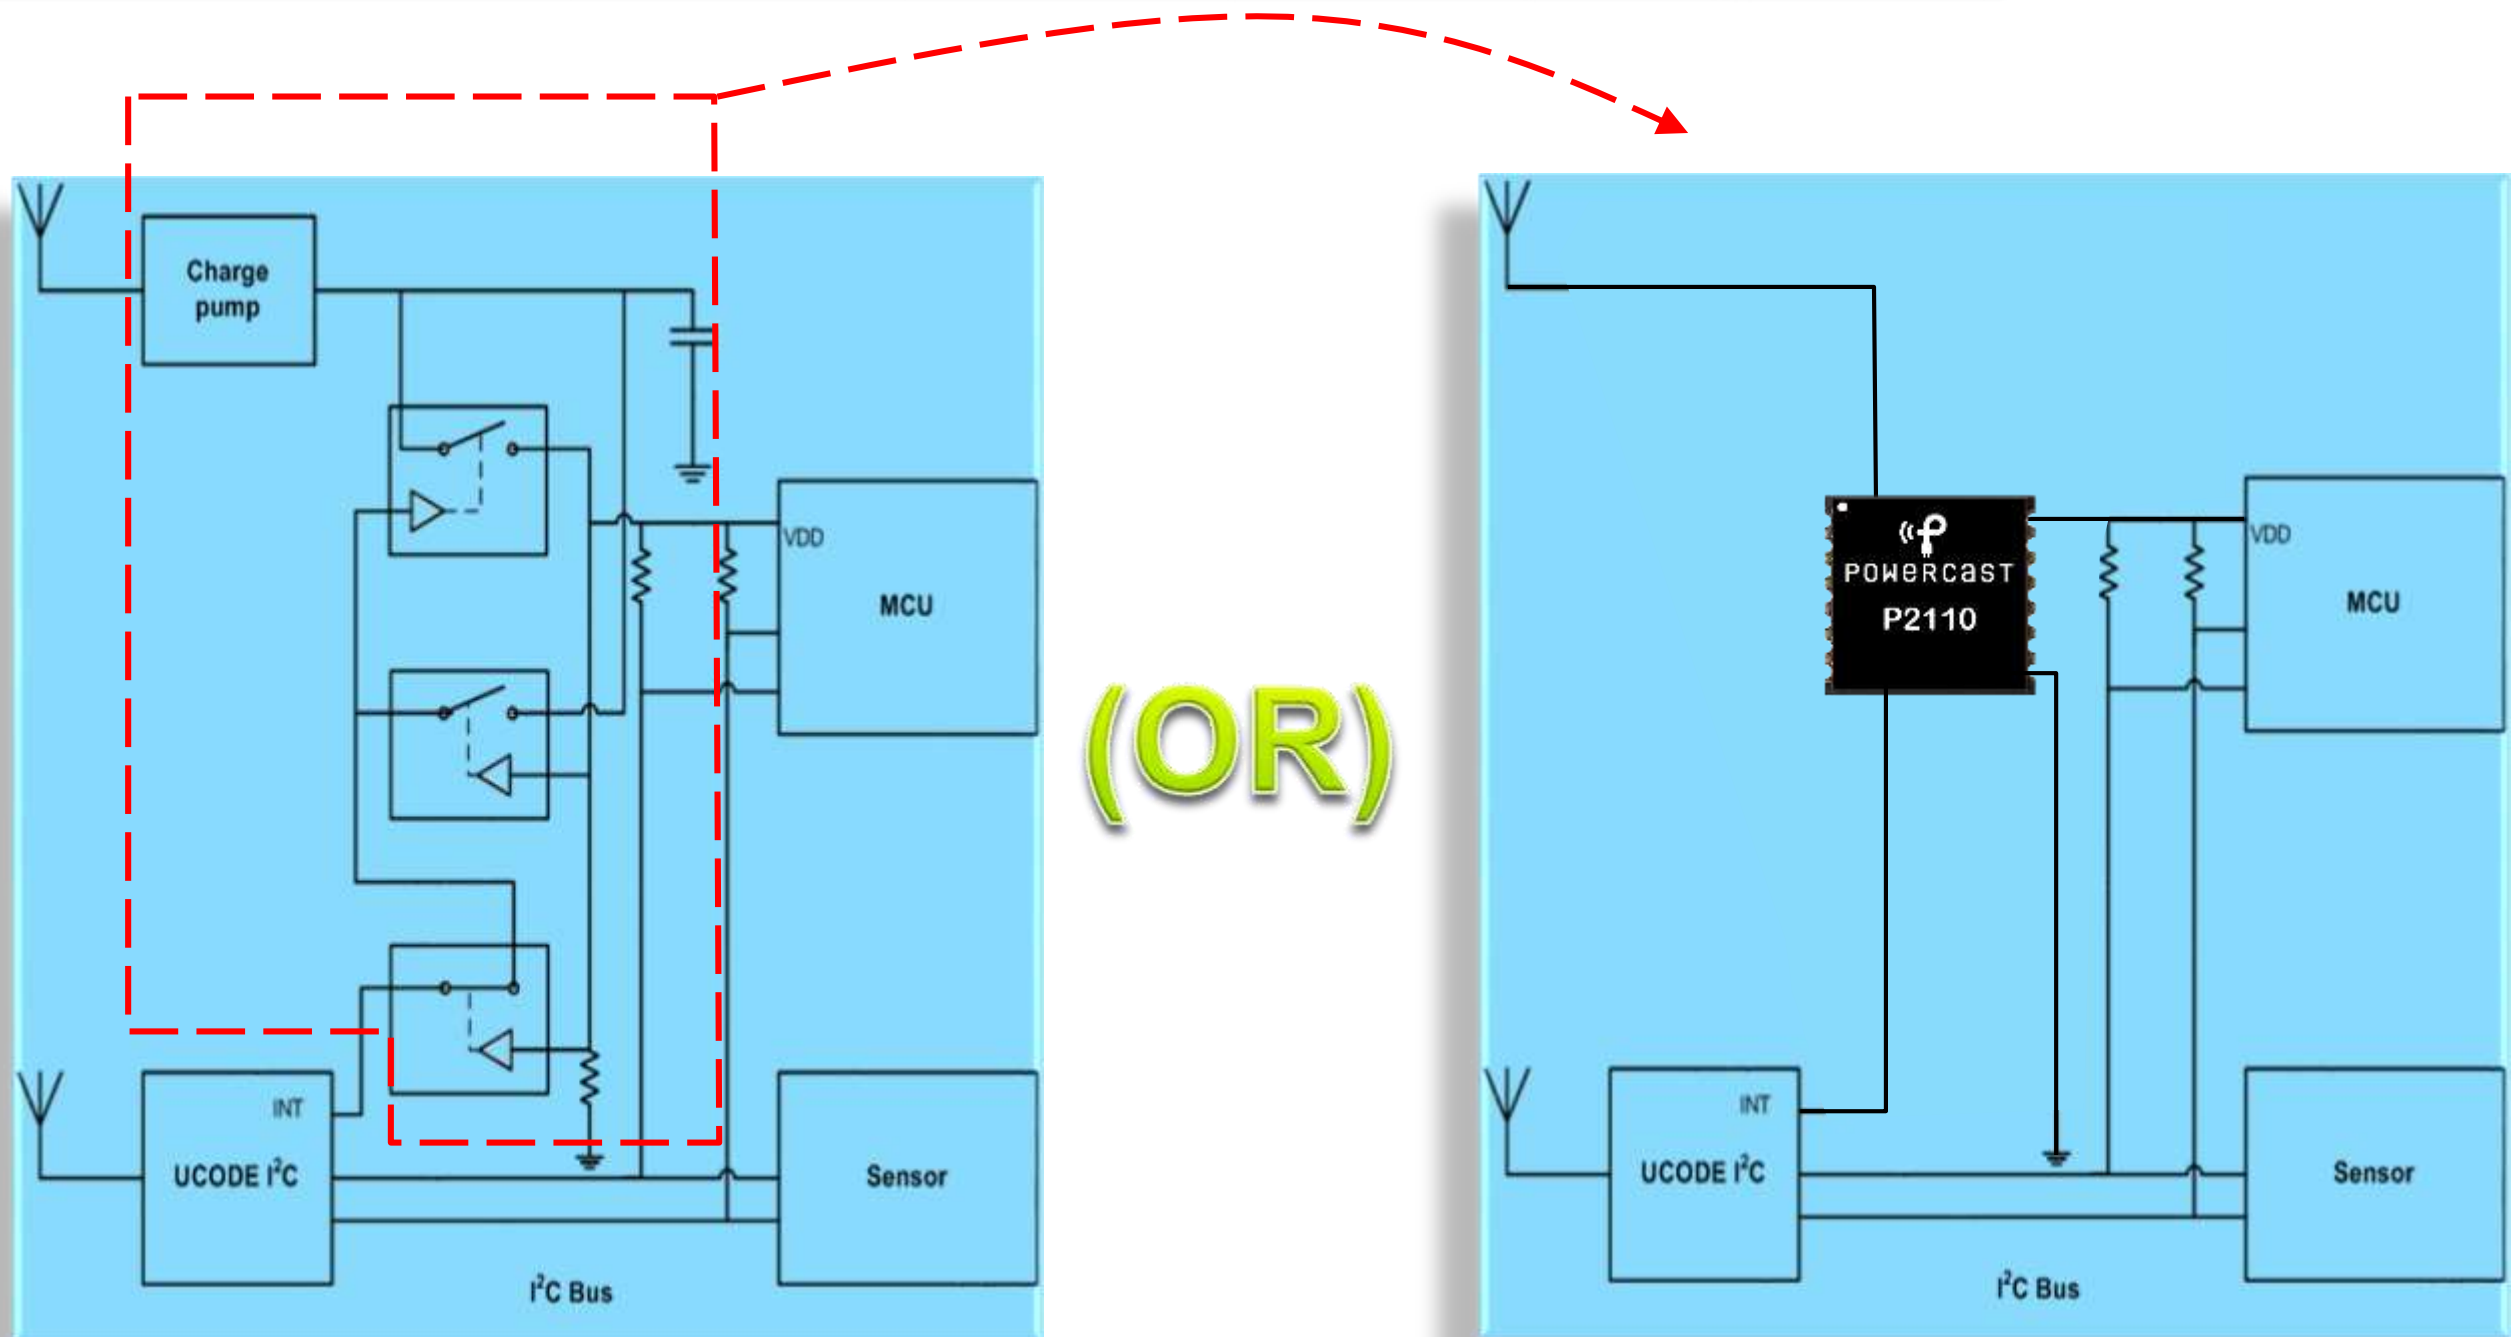 Charge
pump
VDD
MCU
INT
UCODE I²C
Sensor
I²C Bus
(OR)
POWERCAST
P2110
VDD
MCU
INT
UCODE I²C
Sensor
I²C Bus